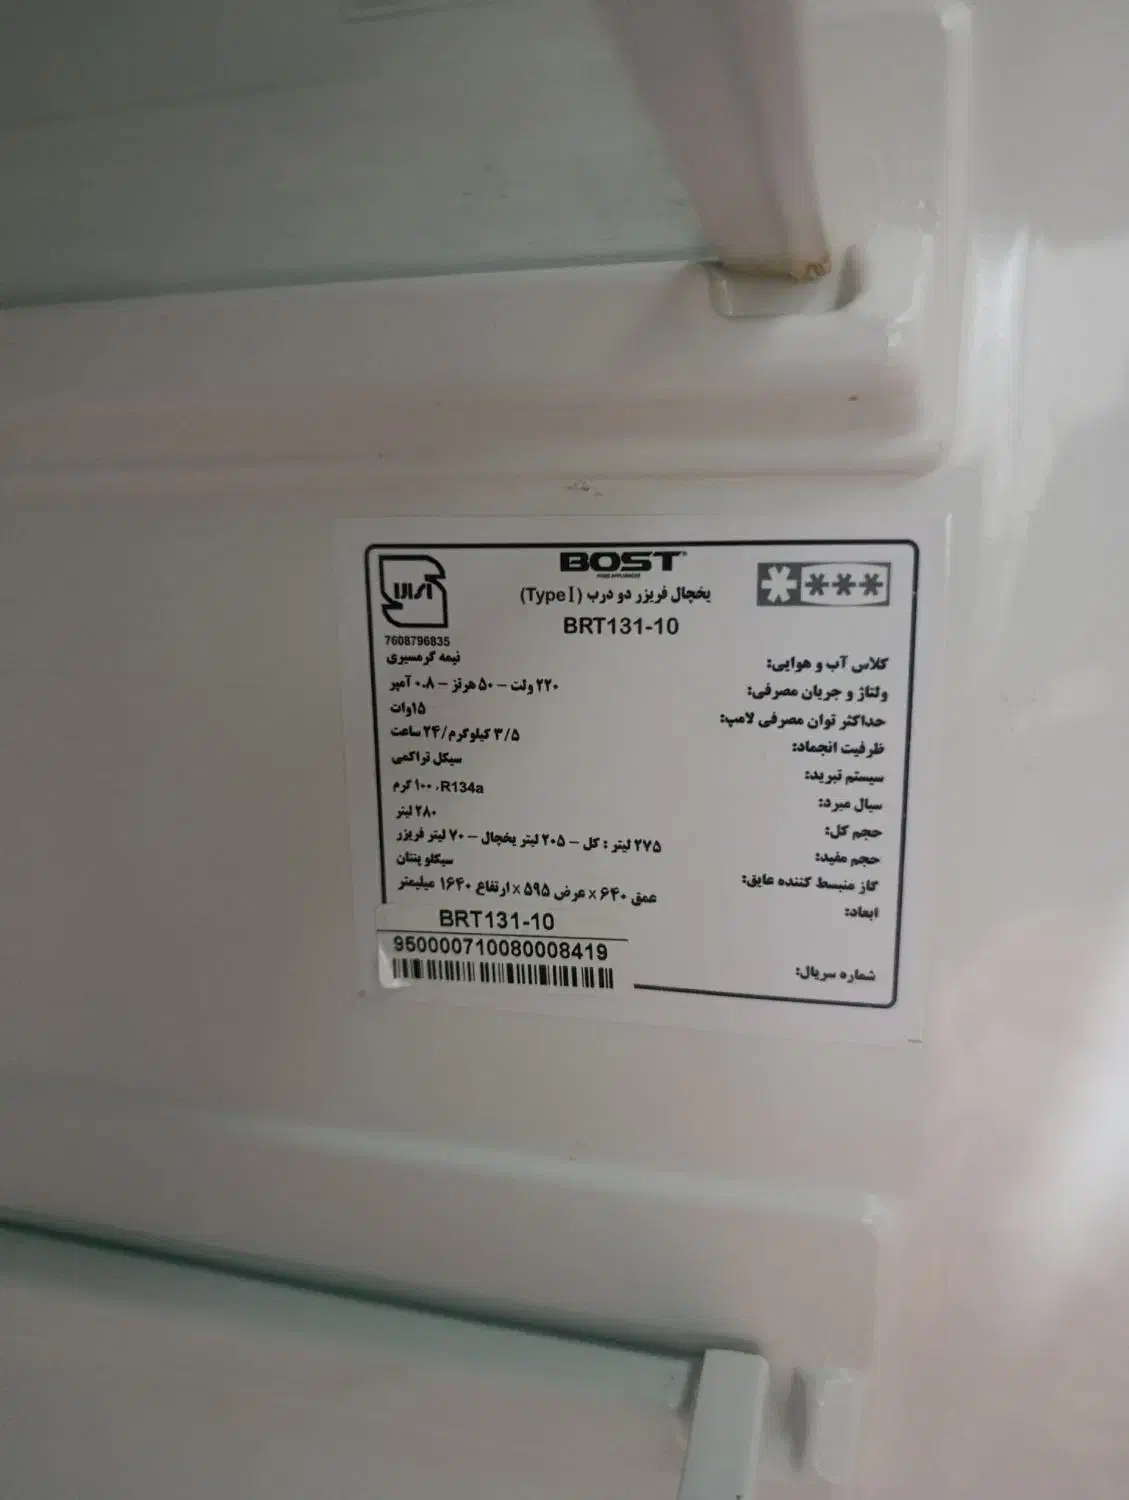 BOST
HOME APPLIANCES
یخچال فریزر دو درب (Type I)
BRT131-10
7608796835
کلاس آب و هوایی: نیمه گرمسیری
ولتاژ و جریان مصرفی: ۲۲۰ ولت – ۵۰ هرتز – ۰.۸ آمپر
حداکثر توان مصرفی لامپ: ۱۵وات
ظرفیت انجماد: ۳/۵ کیلوگرم/۲۴ ساعت
سیستم تبرید: سیکل تراکمی
سیال مبرد: R134a، ۱۰۰ گرم
حجم کل: ۲۸۰ لیتر
حجم مفید: ۲۷۵ لیتر : کل – ۲۰۵ لیتر یخچال – ۷۰ لیتر فریزر
گاز منبسط کننده عایق: سیکلو پنتان
ابعاد: عمق ۶۴۰ x عرض ۵۹۵ x ارتفاع ۱۶۴۰ میلیمتر
BRT131-10
شماره سریال: 950000710080008419